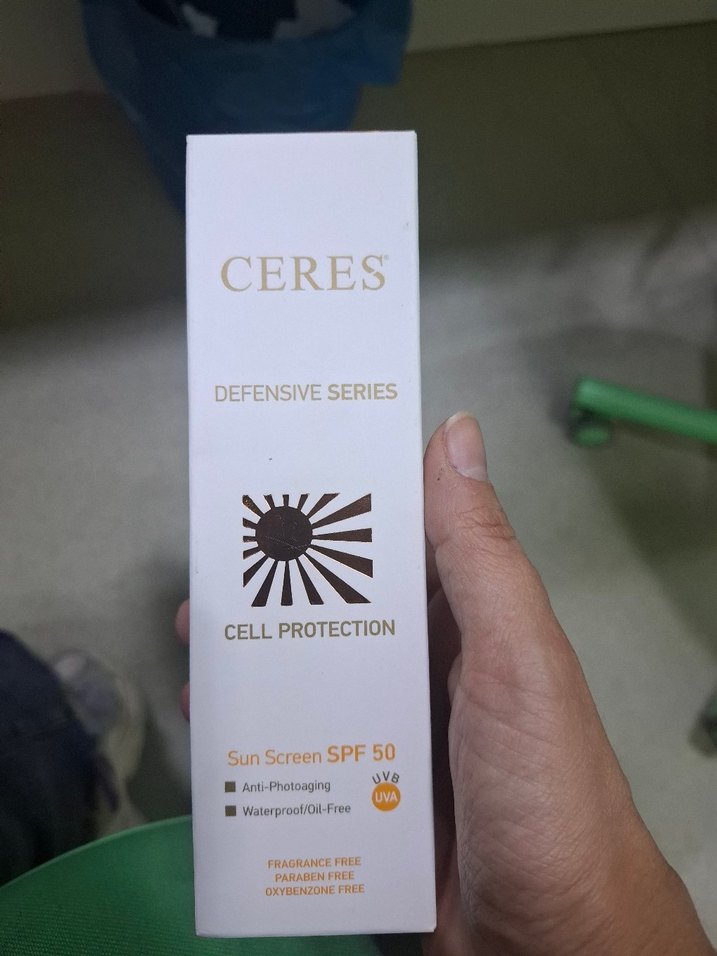 CERES®
DEFENSIVE SERIES
CELL PROTECTION
Sun Screen SPF 50
Anti-Photoaging
Waterproof/Oil-Free
UVB
UVA
FRAGRANCE FREE
PARABEN FREE
OXYBENZONE FREE